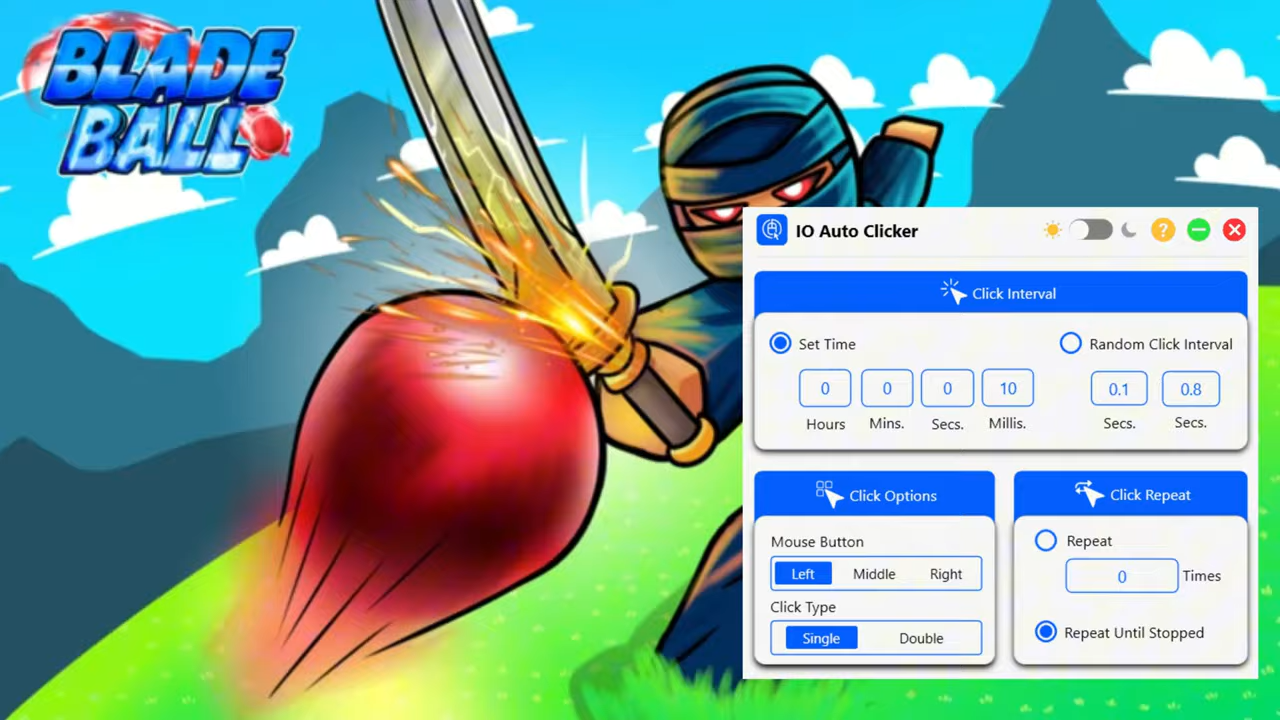 BLADE
BALL
IO Auto Clicker
?
Click Interval
Set Time
Random Click Interval
0 0 0 10 0.1 0.8
Hours Mins. Secs. Millis. Secs. Secs.
Click Options
Click Repeat
Mouse Button
Repeat
Left Middle Right
0 Times
Click Type
Repeat Until Stopped
Single Double